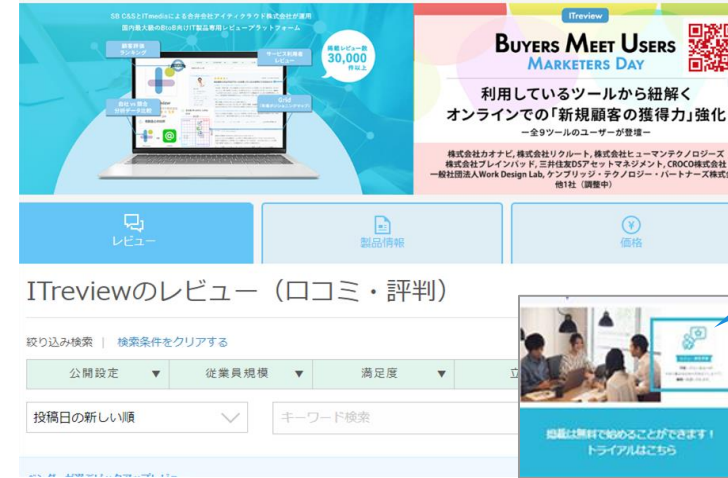 SB C&SとITmediaによる合弁会社アイティクラウド株式会社が運用
国内最大級のBtoB向けIT製品専用レビュープラットフォーム
顧客評価
ランキング
サービス利用者
レビュー
掲載レビュー数
30,000
件以上
自社 vs 競合
分析データ比較
Grid
ITreview
BUYERS MEET USERS
MARKETERS DAY
利用しているツールから紐解く
オンラインでの「新規顧客の獲得力」強化
ー全9ツールのユーザーが登壇ー
株式会社カオナビ, 株式会社リクルート, 株式会社ヒューマンテクノロジーズ
株式会社ブレインパッド, 三井住友DSアセットマネジメント, CROCO株式会社
一般社団法人Work Design Lab, ケンブリッジ・テクノロジー・パートナーズ株式
他1社（調整中）
レビュー
製品情報
価格
ITreviewのレビュー（口コミ・評判）
絞り込み検索 | 検索条件をクリアする
公開設定 ▼ 従業員規模 ▼ 満足度 ▼ 立
投稿日の新しい順
キーワード検索
掲載は無料で始めることができます！
トライアルはこちら